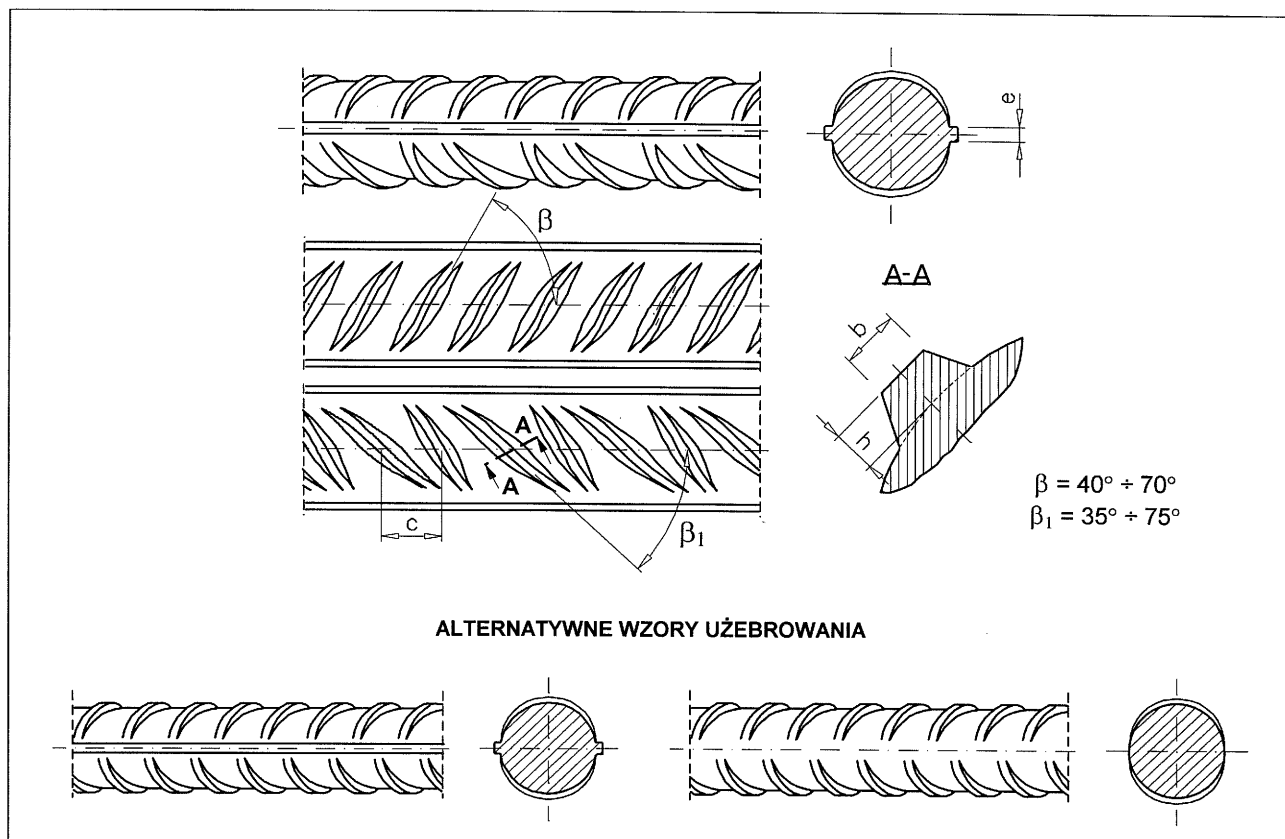 e
β
A-A
b
h
A
A
c
β₁
β = 40° ÷ 70°
β₁ = 35° ÷ 75°
ALTERNATYWNE WZORY UŻEBROWANIA